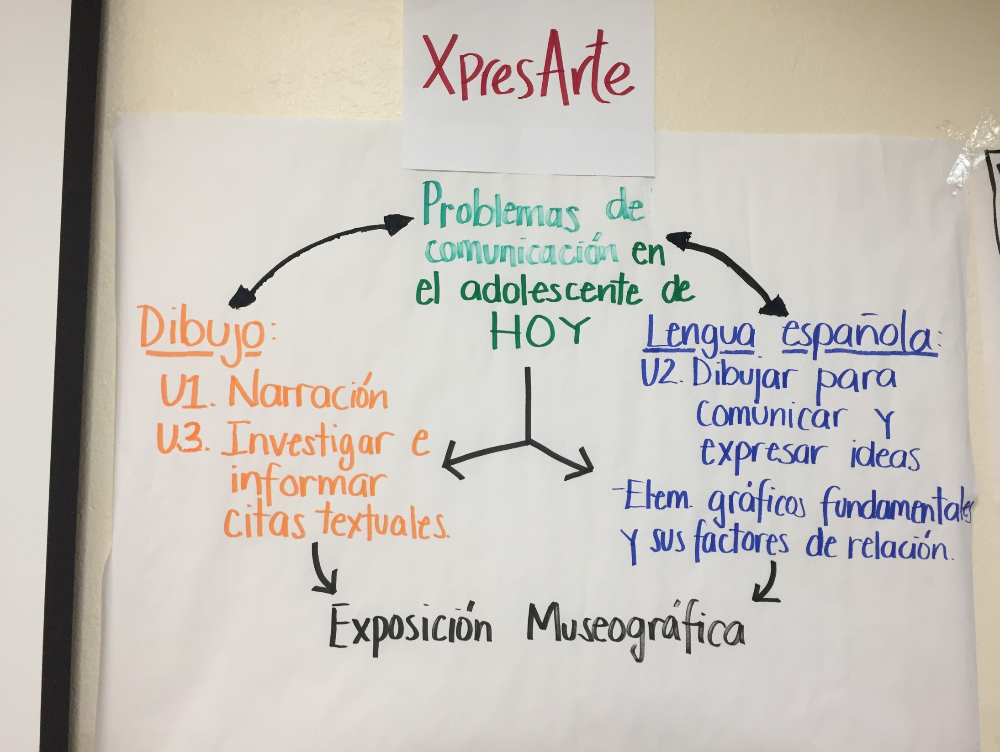 XpresArte
Problemas de
comunicación en
el adolescente de
HOY
Dibujo:
U1. Narración
U3. Investigar e
informar
citas textuales.
Lengua española:
U2. Dibujar para
comunicar y
expresar ideas
-Elem. gráficos fundamentales
y sus factores de relación.
Exposición Museográfica